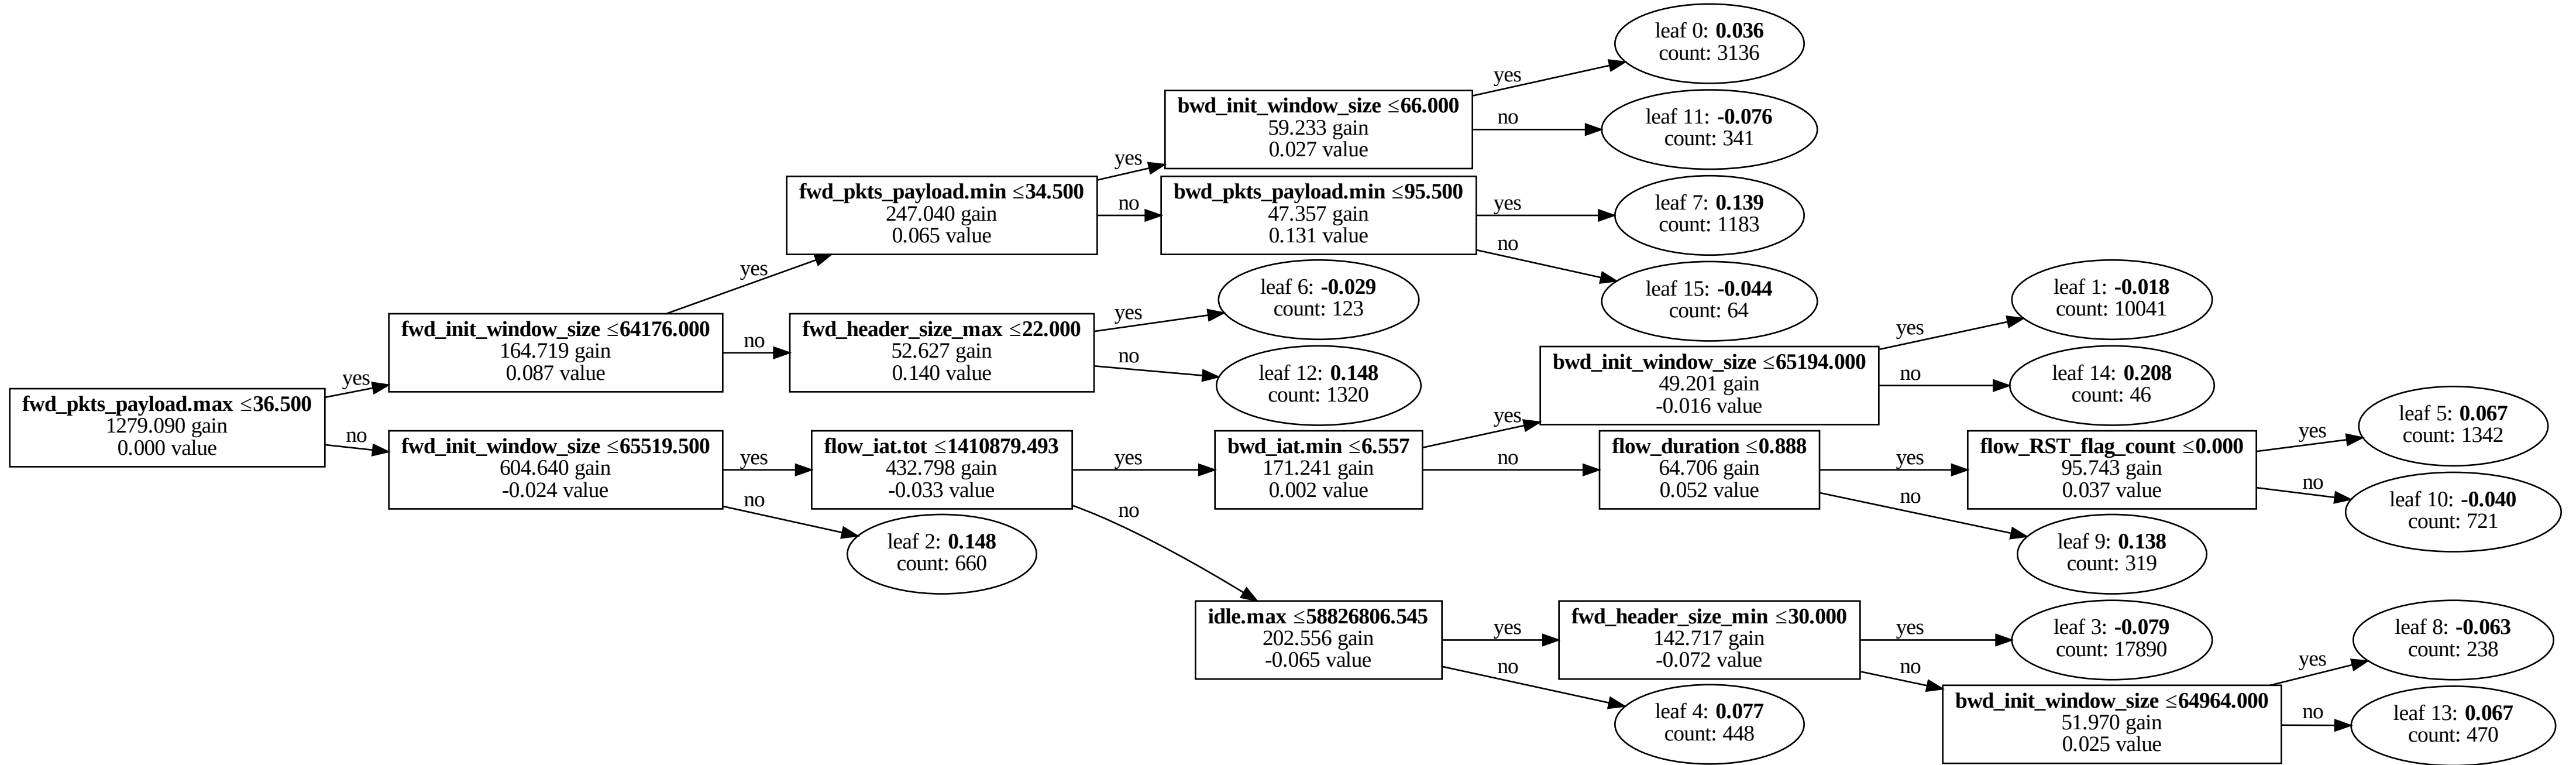 leaf 0: 0.036
count: 3136
yes
bwd_init_window_size ≤66.000
59.233 gain
0.027 value
no
leaf 11: -0.076
count: 341
yes
fwd_pkts_payload.min ≤34.500
247.040 gain
0.065 value
no
bwd_pkts_payload.min ≤95.500
47.357 gain
0.131 value
yes
leaf 7: 0.139
count: 1183
no
leaf 15: -0.044
count: 64
yes
fwd_init_window_size ≤64176.000
164.719 gain
0.087 value
no
fwd_header_size_max ≤22.000
52.627 gain
0.140 value
yes
leaf 6: -0.029
count: 123
no
leaf 12: 0.148
count: 1320
yes
fwd_pkts_payload.max ≤36.500
1279.090 gain
0.000 value
no
fwd_init_window_size ≤65519.500
604.640 gain
-0.024 value
yes
flow_iat.tot ≤1410879.493
432.798 gain
-0.033 value
no
leaf 2: 0.148
count: 660
yes
bwd_iat.min ≤6.557
171.241 gain
0.002 value
yes
bwd_init_window_size ≤65194.000
49.201 gain
-0.016 value
yes
leaf 1: -0.018
count: 10041
no
leaf 14: 0.208
count: 46
no
flow_duration ≤0.888
64.706 gain
0.052 value
yes
flow_RST_flag_count ≤0.000
95.743 gain
0.037 value
yes
leaf 5: 0.067
count: 1342
no
leaf 10: -0.040
count: 721
no
leaf 9: 0.138
count: 319
no
idle.max ≤58826806.545
202.556 gain
-0.065 value
yes
fwd_header_size_min ≤30.000
142.717 gain
-0.072 value
yes
leaf 3: -0.079
count: 17890
no
bwd_init_window_size ≤64964.000
51.970 gain
0.025 value
yes
leaf 8: -0.063
count: 238
no
leaf 13: 0.067
count: 470
no
leaf 4: 0.077
count: 448